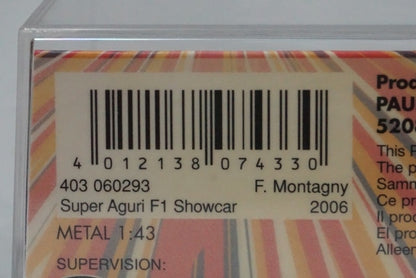 4 012138 074330
403 060293 F. Montagny
Super Aguri F1 Showcar 2006
METAL 1:43
SUPERVISION:
Prod
PAU
520
This P
The p
Samm
Ce pr
Il pro
El pro
Alleen